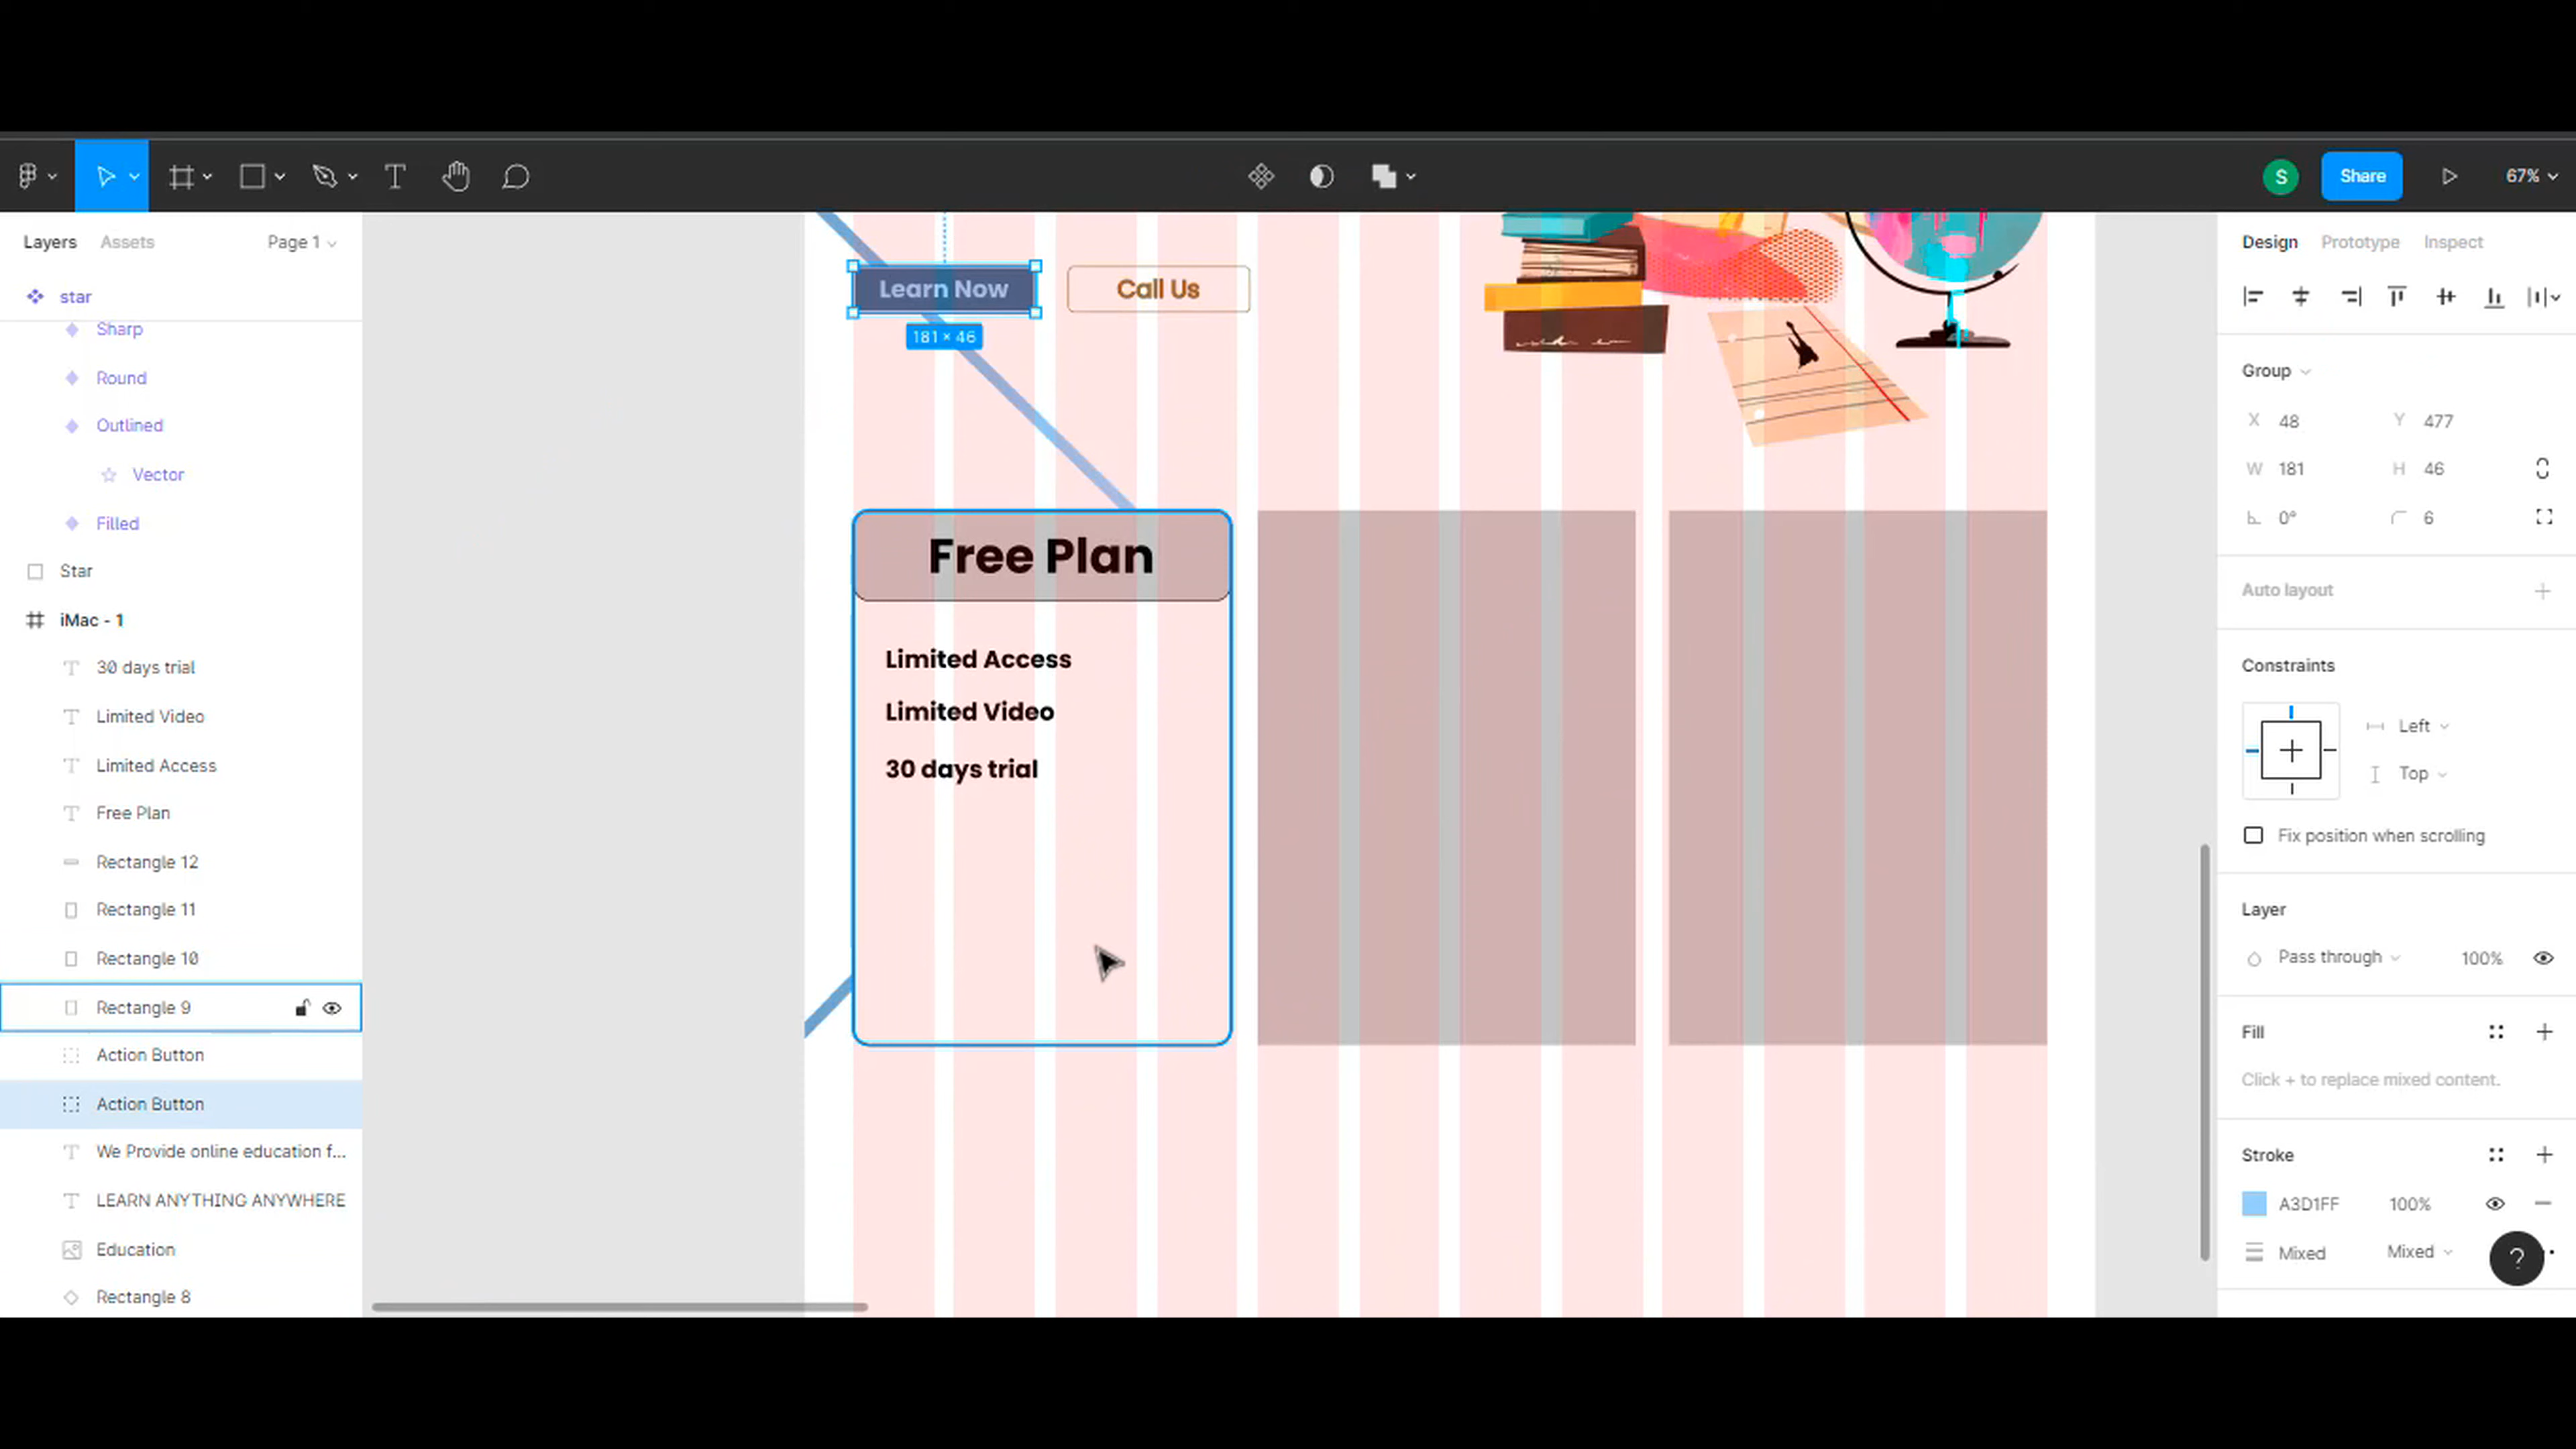 S
Share
67%
Layers
Assets
Page 1
Design
Prototype
Inspect
star
Sharp
Round
Outlined
Vector
Filled
Star
iMac - 1
30 days trial
Limited Video
Limited Access
Free Plan
Rectangle 12
Rectangle 11
Rectangle 10
Rectangle 9
Action Button
Action Button
We Provide online education f...
LEARN ANYTHING ANYWHERE
Education
Rectangle 8
Learn Now
Call Us
181 × 46
Free Plan
Limited Access
Limited Video
30 days trial
Group
X 48 Y 477
W 181 H 46
0° 6
Auto layout
Constraints
Left
Top
Fix position when scrolling
Layer
Pass through 100%
Fill
Click + to replace mixed content.
Stroke
A3D1FF 100%
Mixed Mixed
?